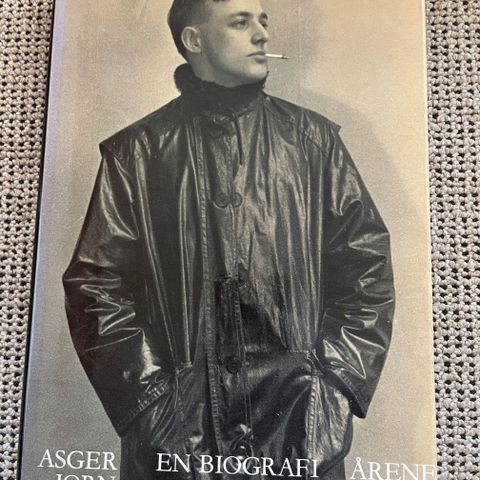 ASGER EN BIOGRAFI ÅRENE
JORN